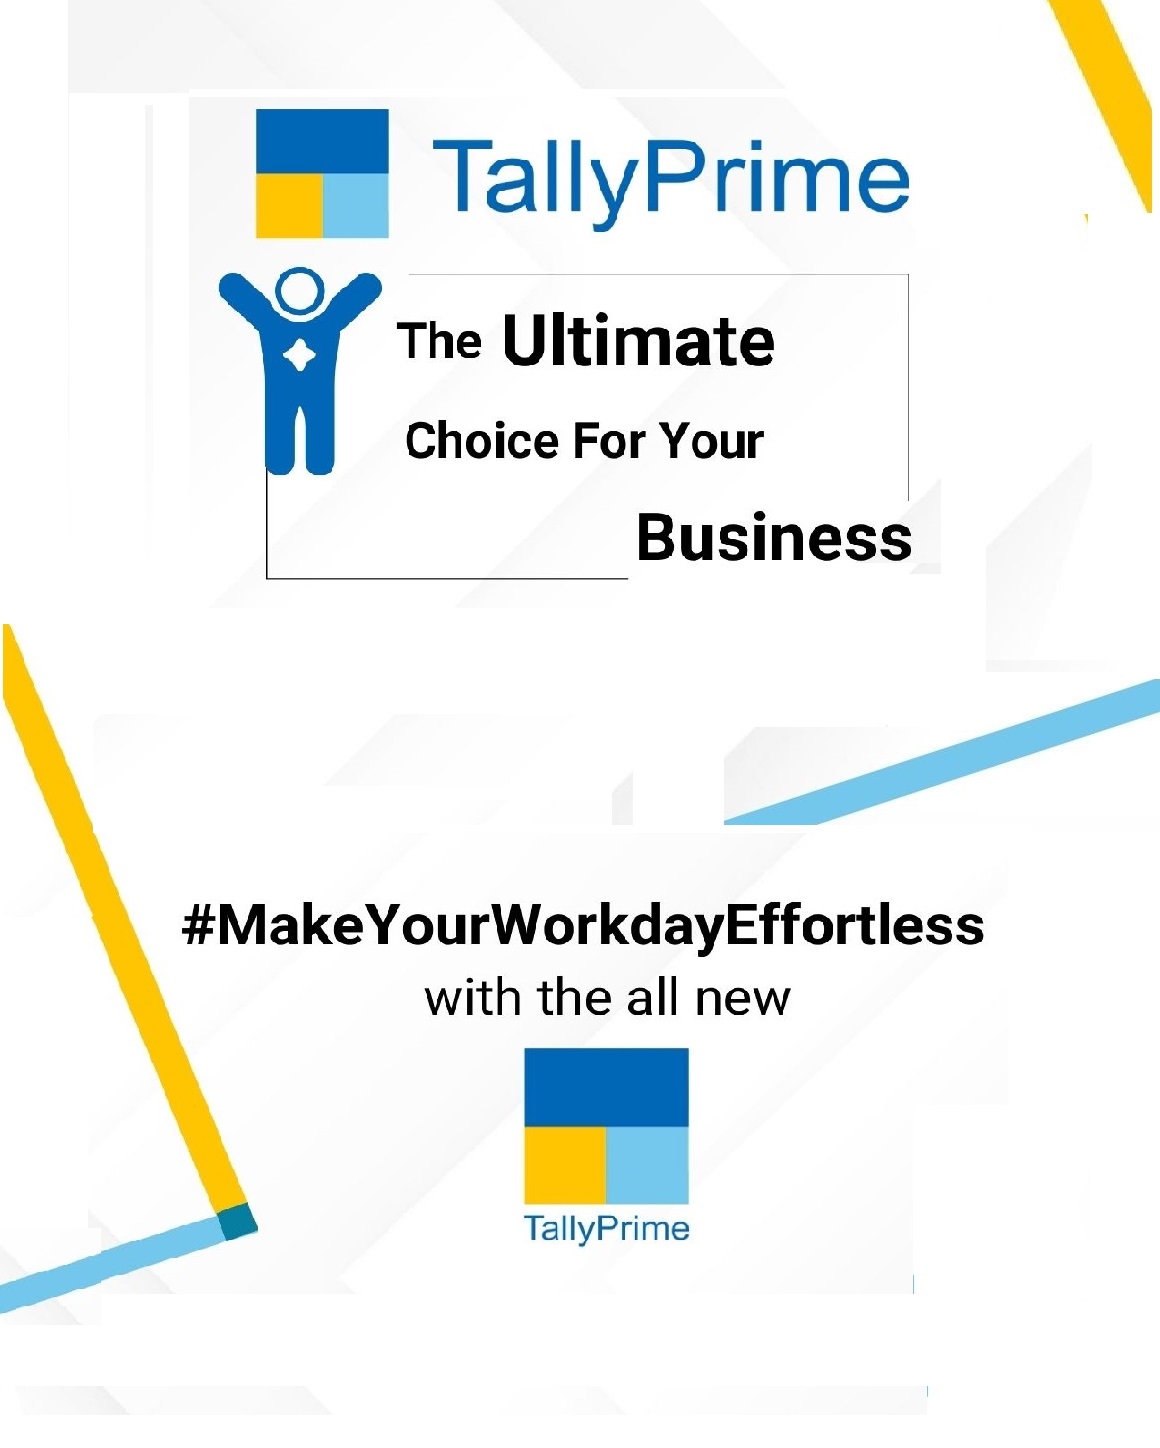 TallyPrime
The Ultimate
Choice For Your
Business
#MakeYourWorkdayEffortless
with the all new
TallyPrime